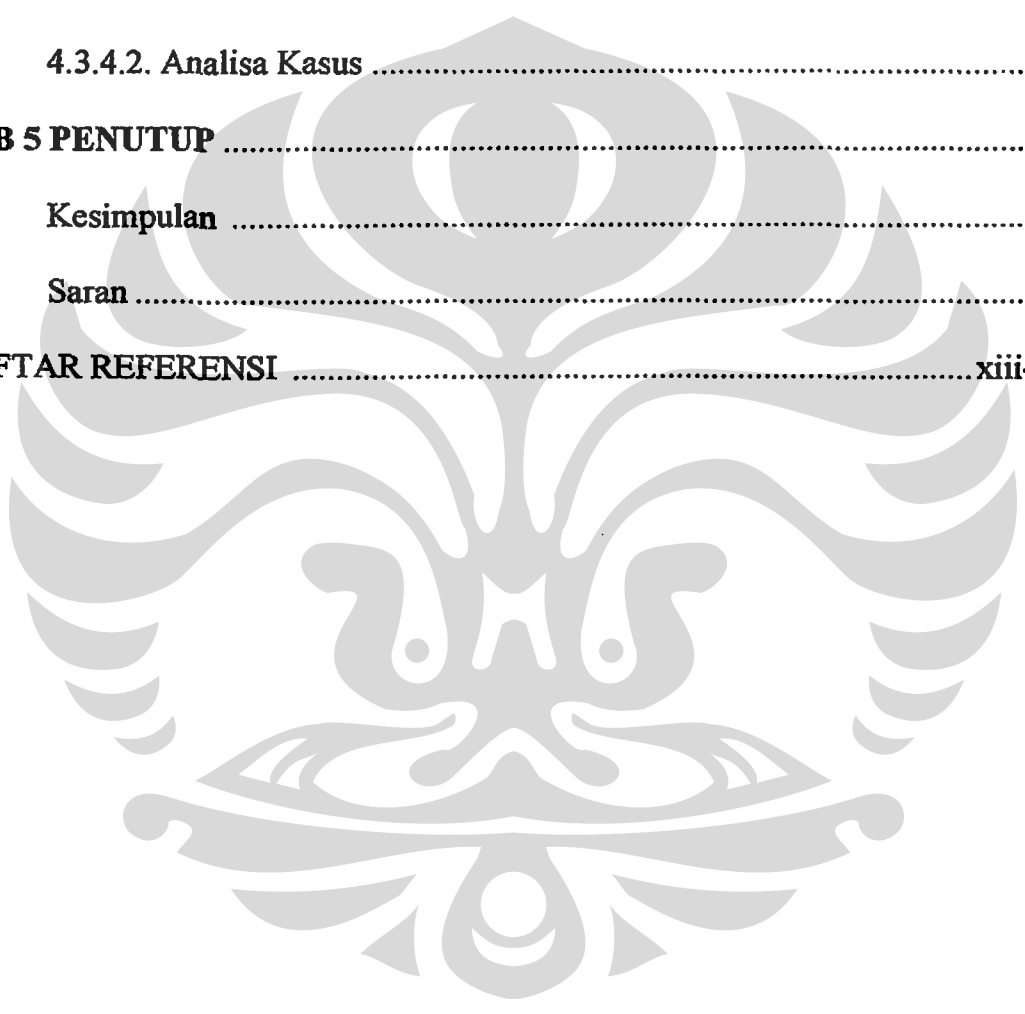 4.3.4.2. Analisa Kasus ....................................................................................
B 5 PENUTUP ....................................................................................
Kesimpulan ....................................................................................
Saran ....................................................................................
FTAR REFERENSI .................................................................................... xiii-